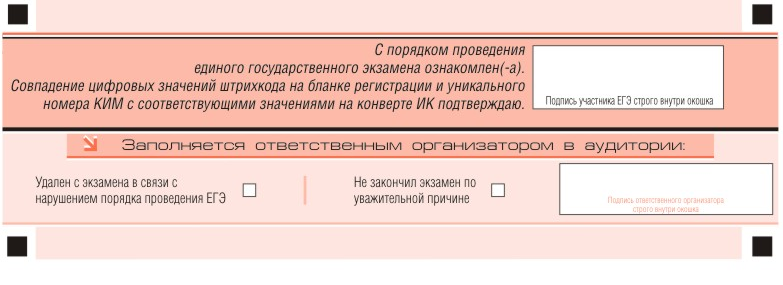 С порядком проведения
единого государственного экзамена ознакомлен(-а).
Совпадение цифровых значений штрихкода на бланке регистрации и уникального
номера КИМ с соответствующими значениями на конверте ИК подтверждаю.
Подпись участника ЕГЭ строго внутри окошка
Заполняется ответственным организатором в аудитории:
Удален с экзамена в связи с
нарушением порядка проведения ЕГЭ
Не закончил экзамен по
уважительной причине
Подпись ответственного организатора
строго внутри окошка